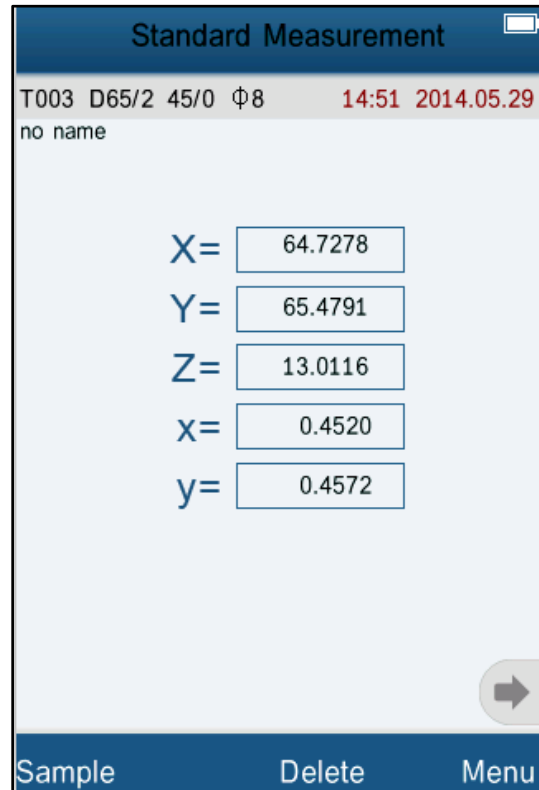 Standard Measurement
T003 D65/2 45/0 Φ8 14:51 2014.05.29
no name
X= 64.7278
Y= 65.4791
Z= 13.0116
x= 0.4520
y= 0.4572
Sample Delete Menu